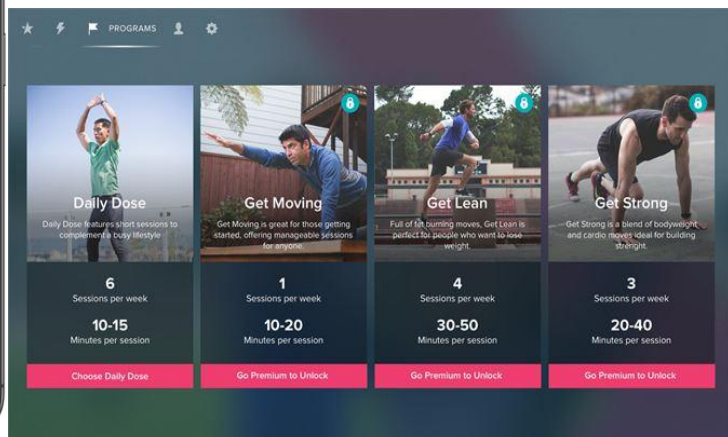 PROGRAMS
Daily Dose
Daily Dose features short sessions to
complement a busy lifestyle
6
Sessions per week
10-15
Minutes per session
Choose Daily Dose
Get Moving
Get Moving is great for those getting
started, offering manageable sessions
for anyone.
1
Sessions per week
10-20
Minutes per session
Go Premium to Unlock
Get Lean
Full of fat burning moves, Get Lean is
perfect for people who want to lose
weight.
4
Sessions per week
30-50
Minutes per session
Go Premium to Unlock
Get Strong
Get Strong is a blend of bodyweight
and cardio moves ideal for building
strenght.
3
Sessions per week
20-40
Minutes per session
Go Premium to Unlock